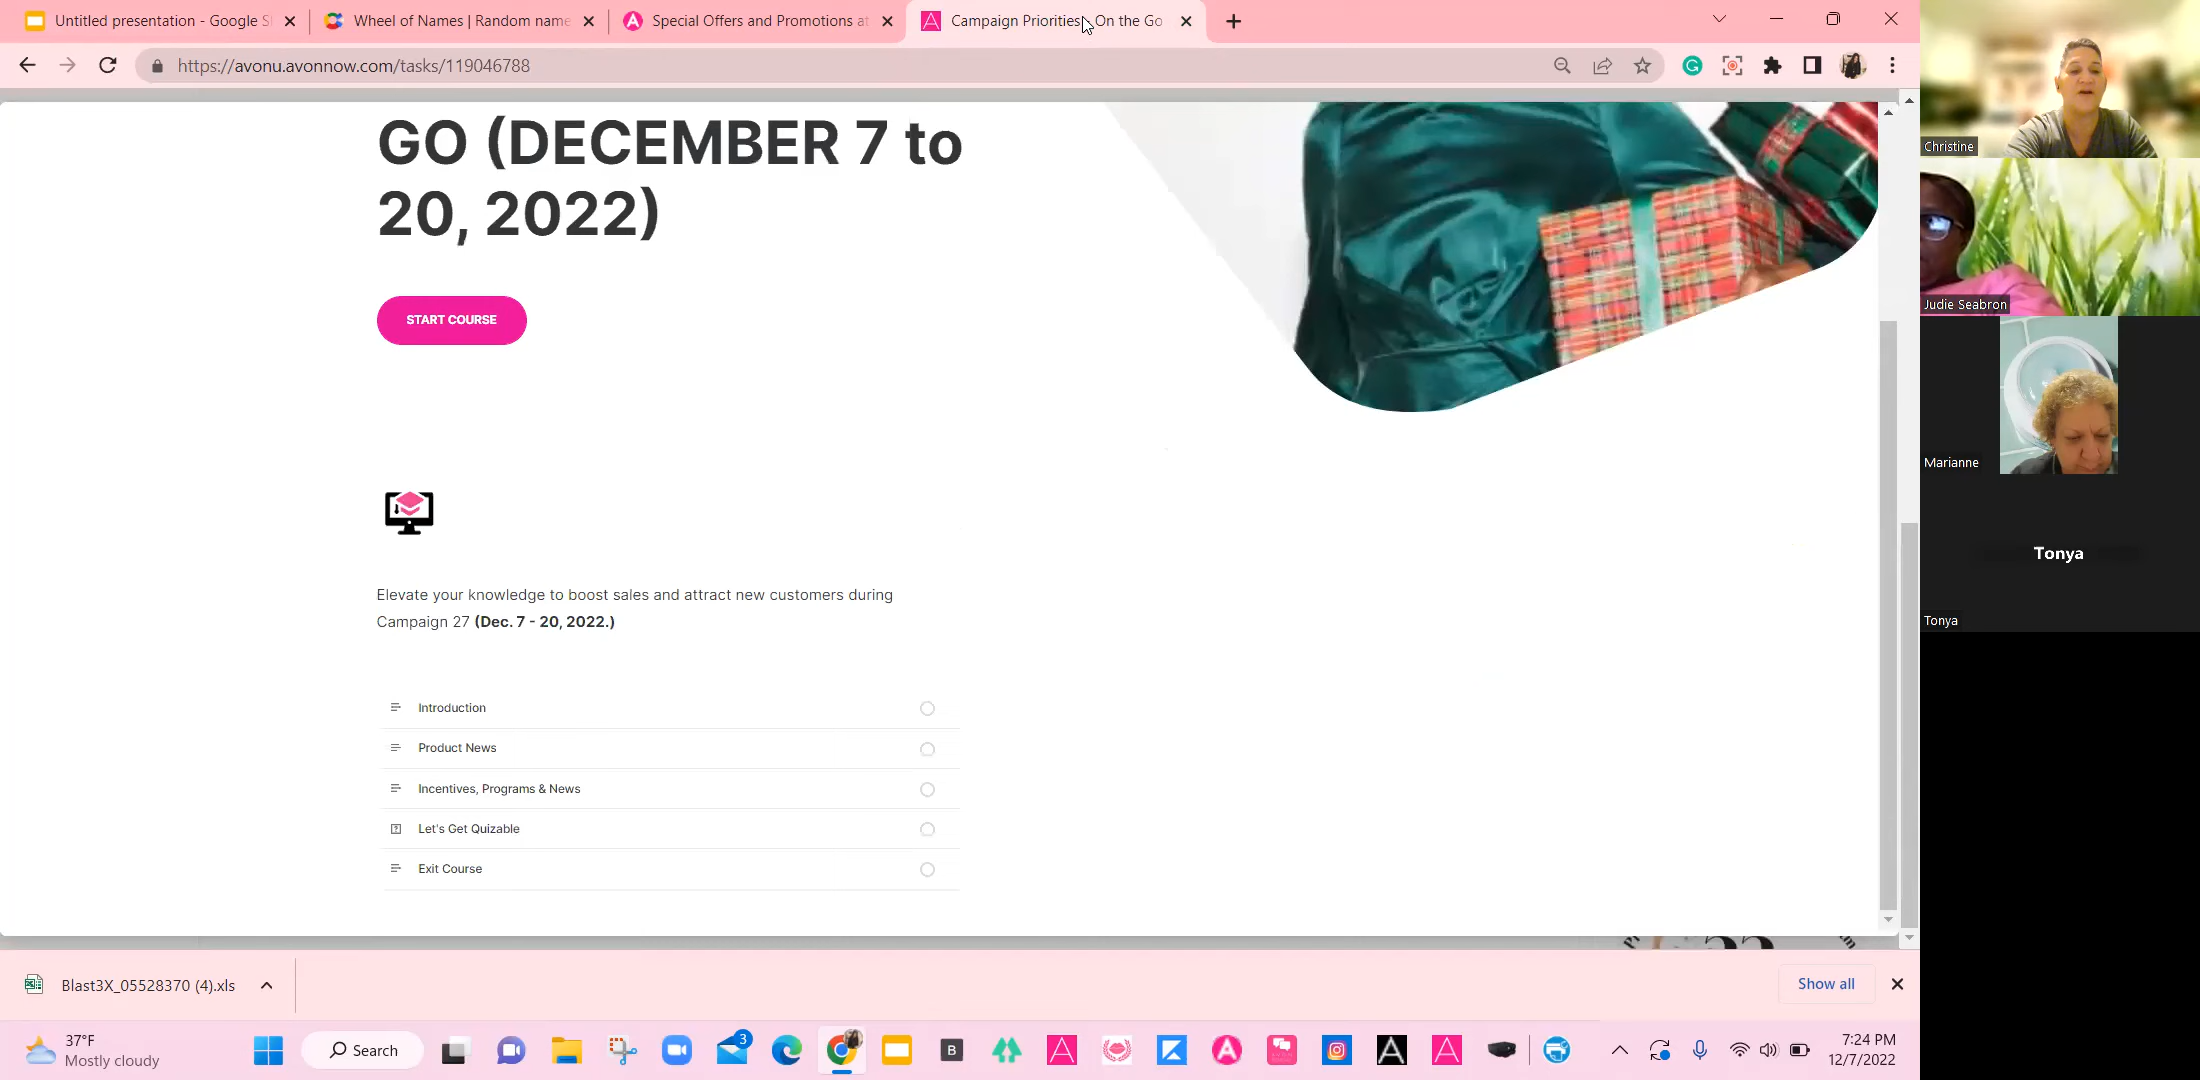 Untitled presentation - Google Sl
Wheel of Names | Random name
Special Offers and Promotions at
Campaign Priorities: On the Go
https://avonu.avonnow.com/tasks/119046788
GO (DECEMBER 7 to
20, 2022)
START COURSE
Elevate your knowledge to boost sales and attract new customers during
Campaign 27 (Dec. 7 - 20, 2022.)
Introduction
Product News
Incentives, Programs & News
Let's Get Quizable
Exit Course
Blast3X_05528370 (4).xls
Show all
37°F
Mostly cloudy
Search
3
B
7:24 PM
12/7/2022
Christine
Judie Seabron
Marianne
Tonya
Tonya